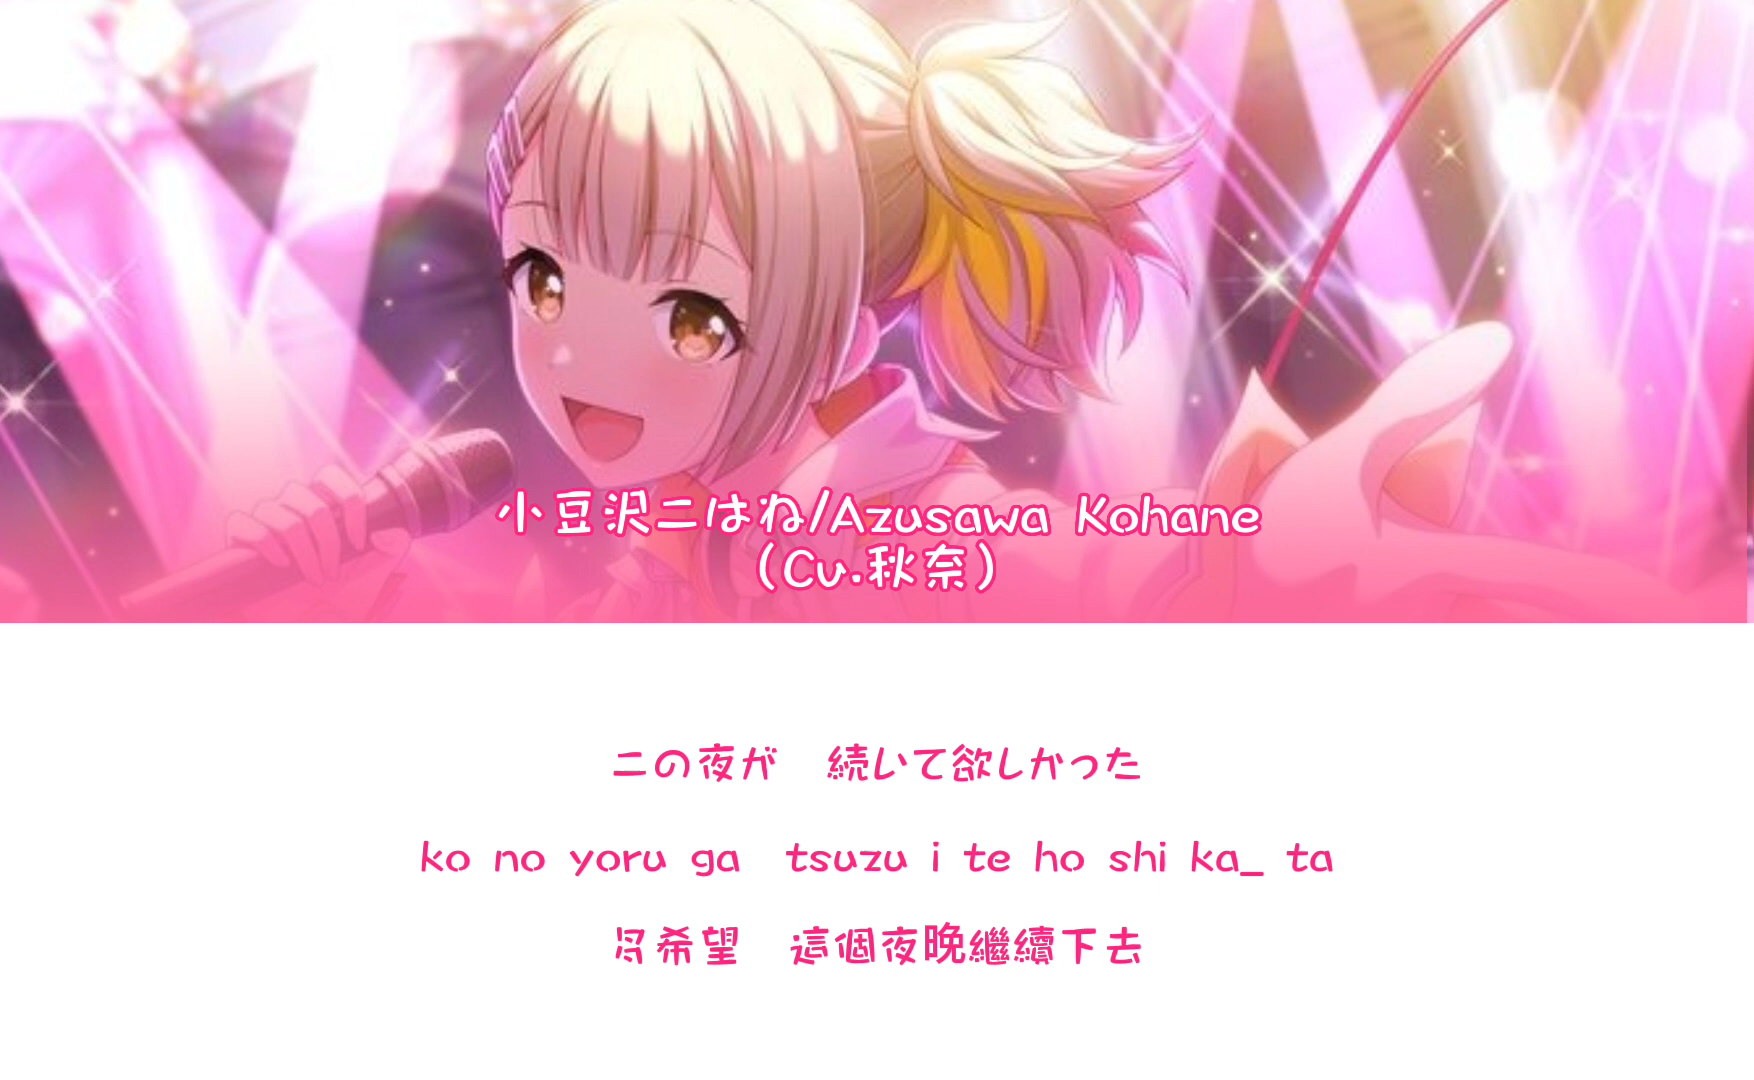 小豆沢こはね/Azusawa Kohane
(Cv.秋奈)
この夜が　続いて欲しかった
ko no yoru ga　tsuzu i te ho shi ka_ ta
只希望　這個夜晚繼續下去